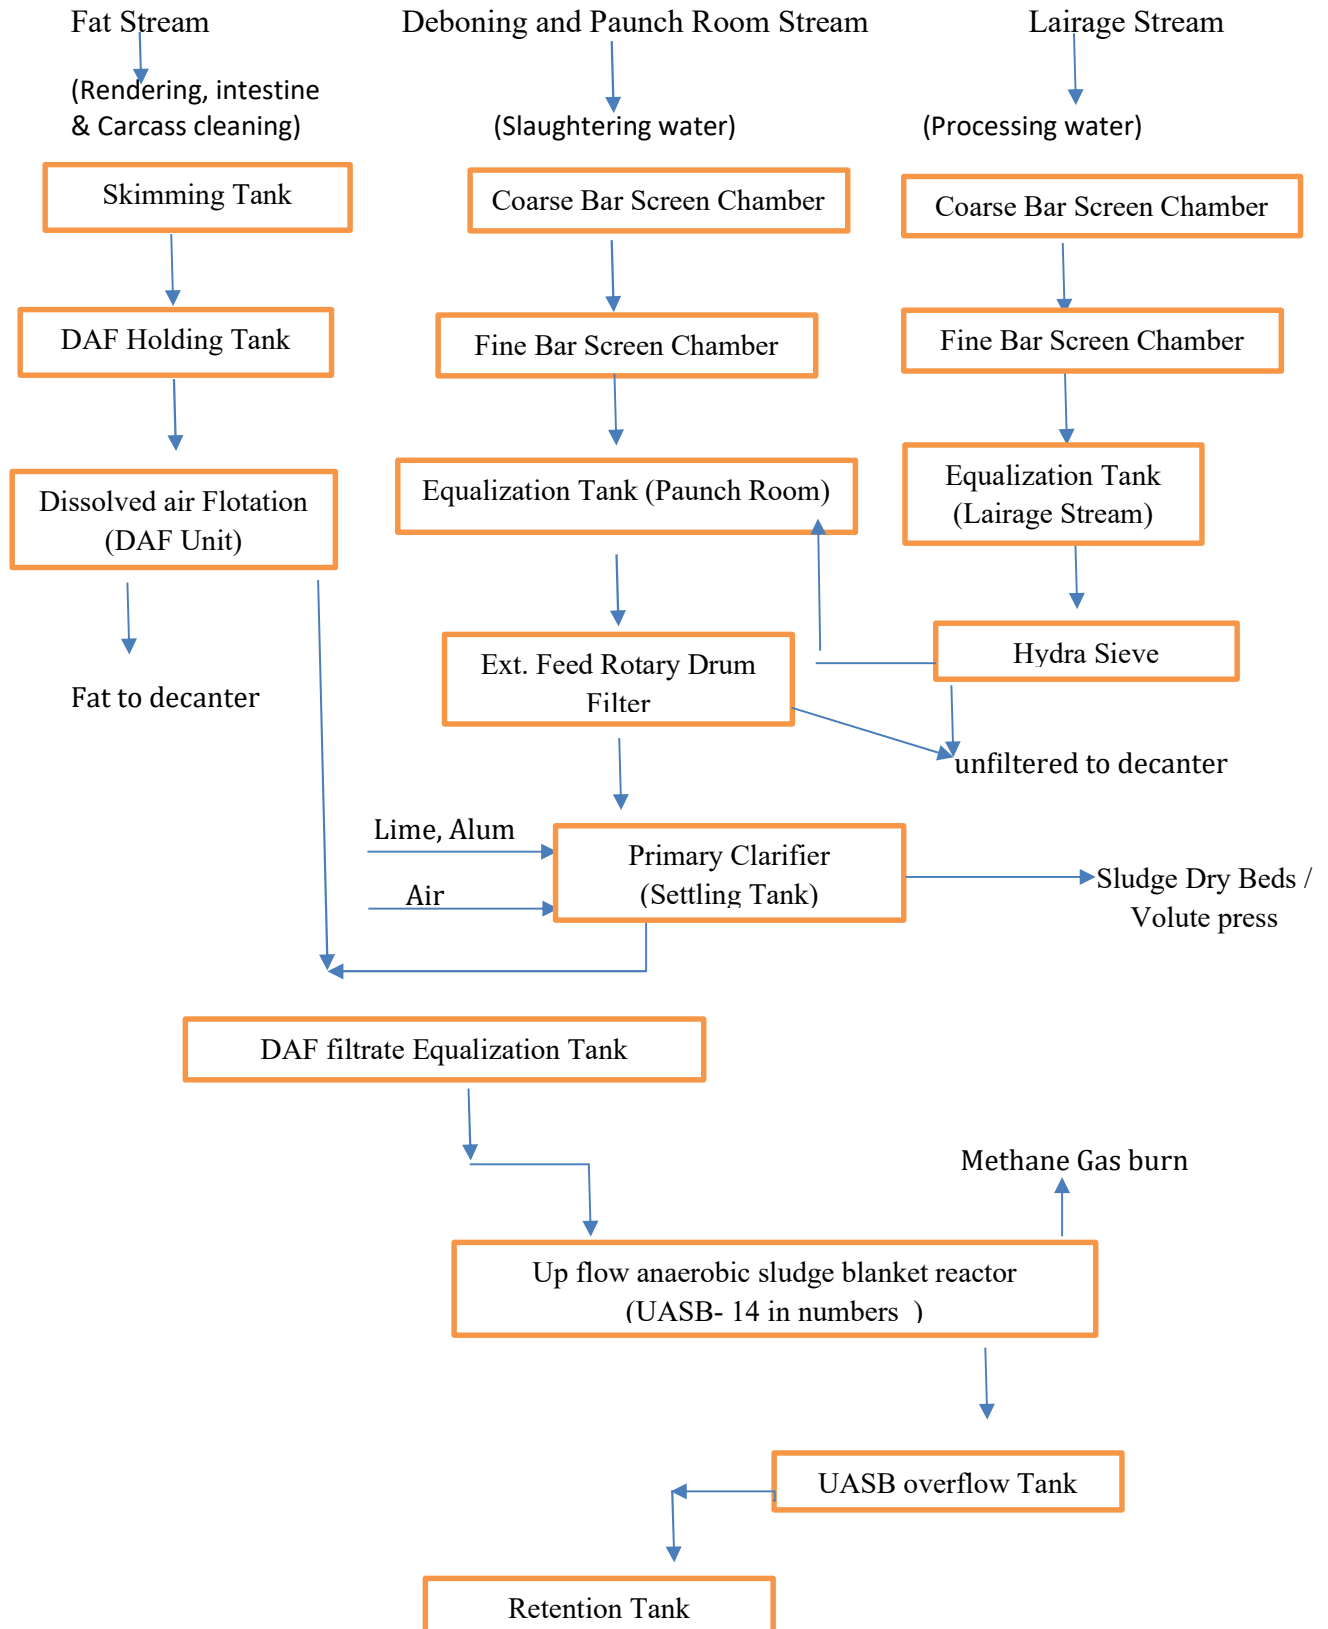 Fat Stream
Deboning and Paunch Room Stream
Lairage Stream
(Rendering, intestine
& Carcass cleaning)
(Slaughtering water)
(Processing water)
Skimming Tank
Coarse Bar Screen Chamber
Coarse Bar Screen Chamber
DAF Holding Tank
Fine Bar Screen Chamber
Fine Bar Screen Chamber
Dissolved air Flotation
(DAF Unit)
Equalization Tank (Paunch Room)
Equalization Tank
(Lairage Stream)
Fat to decanter
Ext. Feed Rotary Drum
Filter
Hydra Sieve
unfiltered to decanter
Lime, Alum
Air
Primary Clarifier
(Settling Tank)
Sludge Dry Beds /
Volute press
DAF filtrate Equalization Tank
Methane Gas burn
Up flow anaerobic sludge blanket reactor
(UASB- 14 in numbers  )
UASB overflow Tank
Retention Tank